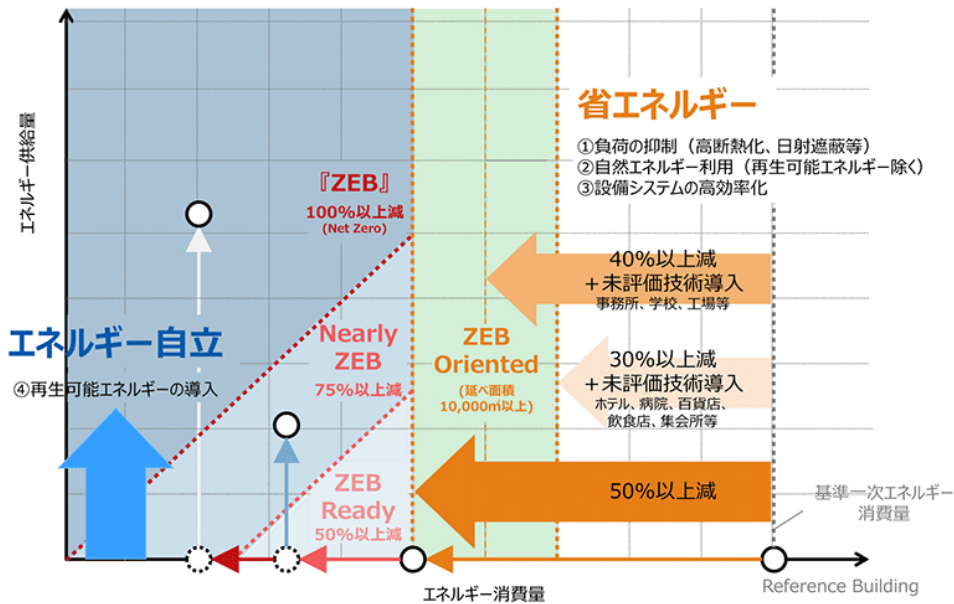 エネルギー供給量
省エネルギー
①負荷の抑制（高断熱化、日射遮蔽等）
②自然エネルギー利用（再生可能エネルギー除く）
③設備システムの高効率化
『ZEB』
100%以上減
(Net Zero)
40%以上減
＋未評価技術導入
事務所、学校、工場等
エネルギー自立
④再生可能エネルギーの導入
Nearly
ZEB
75%以上減
ZEB
Oriented
(延べ面積
10,000㎡以上)
30%以上減
＋未評価技術導入
ホテル、病院、百貨店、
飲食店、集会所等
ZEB
Ready
50%以上減
50%以上減
基準一次エネルギー
消費量
エネルギー消費量
Reference Building